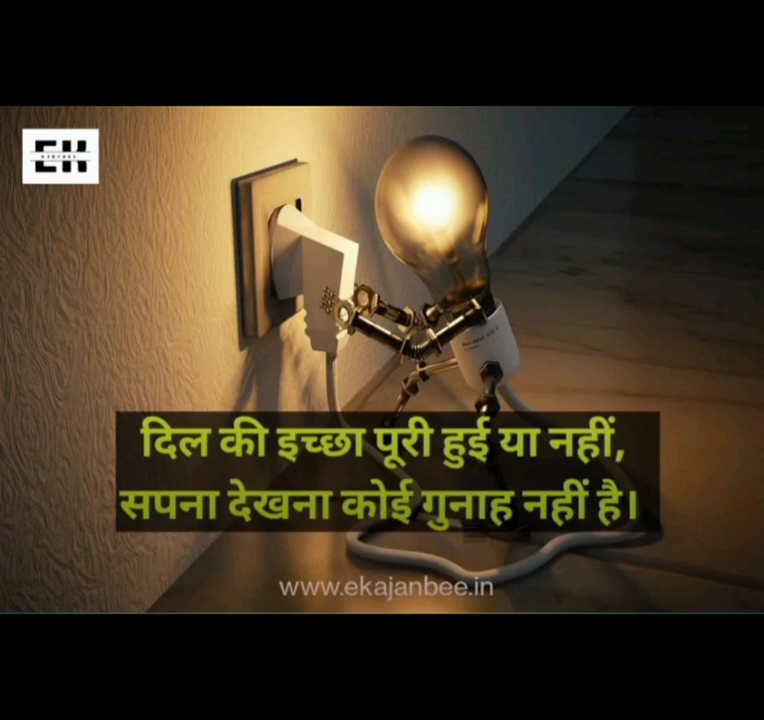 EK
दिल की इच्छा पूरी हुई या नहीं,
सपना देखना कोई गुनाह नहीं है।
www.ekajanbee.in